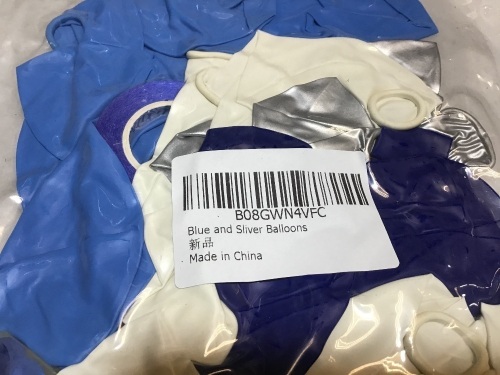 B08GWN4VFC
Blue and Sliver Balloons
新品
Made in China